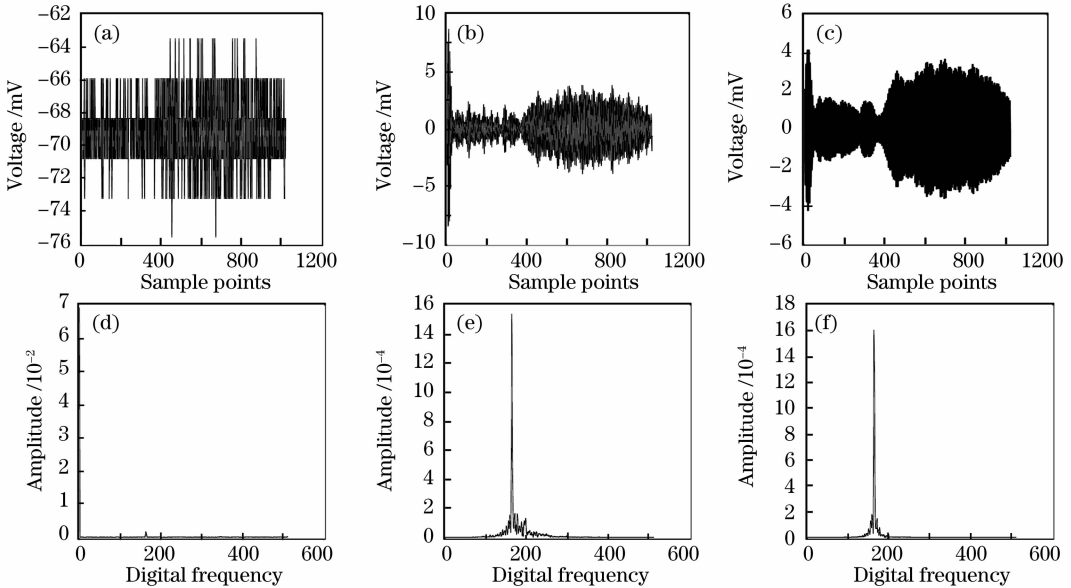 (a)
Voltage /mV
−62
−64
−66
−68
−70
−72
−74
−76
0 400 800 1200
Sample points
(b)
Voltage /mV
10
5
0
−5
−10
0 400 800 1200
Sample points
(c)
Voltage /mV
6
4
2
0
−2
−4
−6
0 400 800 1200
Sample points
(d)
Amplitude /10⁻²
7
6
5
4
3
2
1
0
0 200 400 600
Digital frequency
(e)
Amplitude /10⁻⁴
16
14
12
10
8
6
4
2
0
0 200 400 600
Digital frequency
(f)
Amplitude /10⁻⁴
18
16
14
12
10
8
6
4
2
0
0 200 400 600
Digital frequency